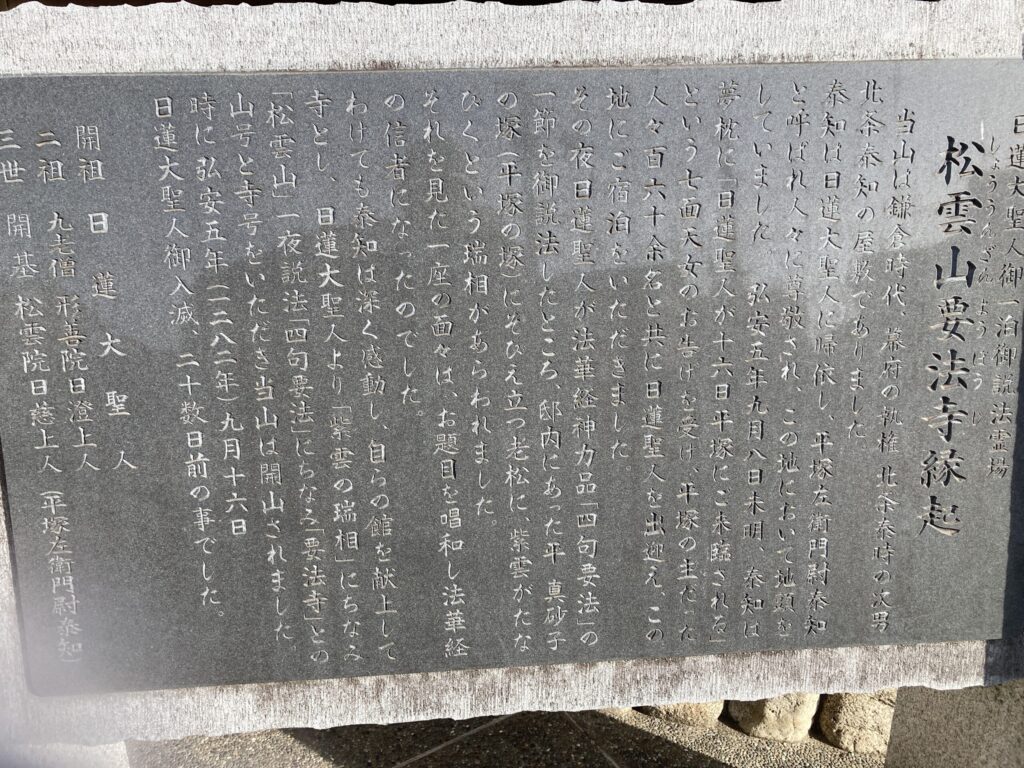 日蓮大聖人御一泊御説法霊場
しょううんざん ようぼうじ
松雲山要法寺縁起
当山は鎌倉時代、幕府の執権 北条泰時の次男
北条泰知の屋敷でありました。
泰知は日蓮大聖人に帰依し、平塚左衛門尉泰知
と呼ばれ人々に尊敬され、この地において地頭を
していました。 弘安五年九月八日未明、泰知は
夢枕に「日蓮聖人が十六日平塚にご来臨される」
という七面天女のお告げを受け、平塚の主だった
人々百六十余名と共に日蓮聖人を出迎え、この
地にご宿泊をいただきました
その夜日蓮聖人が法華経神力品「四句要法」の
一節を御説法したところ、邸内にあった平 真砂子
の塚(平塚の塚)にそびえ立つ老松に、紫雲がたな
びくという瑞相があらわれました。
それを見た一座の面々は、お題目を唱和し法華経
の信者になったのでした。
わけても泰知は深く感動し、自らの館を献上して
寺とし、 日蓮大聖人より「紫雲の瑞相」にちなみ
「松雲山」一夜説法「四句要法」にちなみ「要法寺」との
山号と寺号をいただき当山は開山されました
時に弘安五年(一二八二年)九月十六日
日蓮大聖人御入滅、二十数日前の事でした。
開祖 日蓮大聖人
二祖 九老僧 形善院日澄上人
三世 開基 松雲院日慈上人 (平塚左衛門尉泰知)